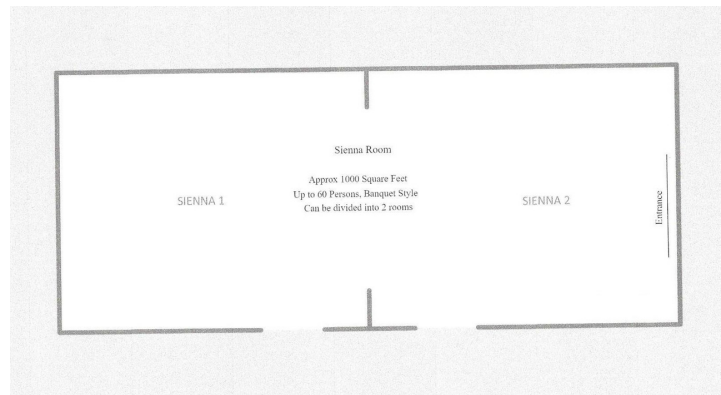 Sienna Room
Approx 1000 Square Feet
Up to 60 Persons, Banquet Style
Can be divided into 2 rooms
SIENNA 1
SIENNA 2
Entrance